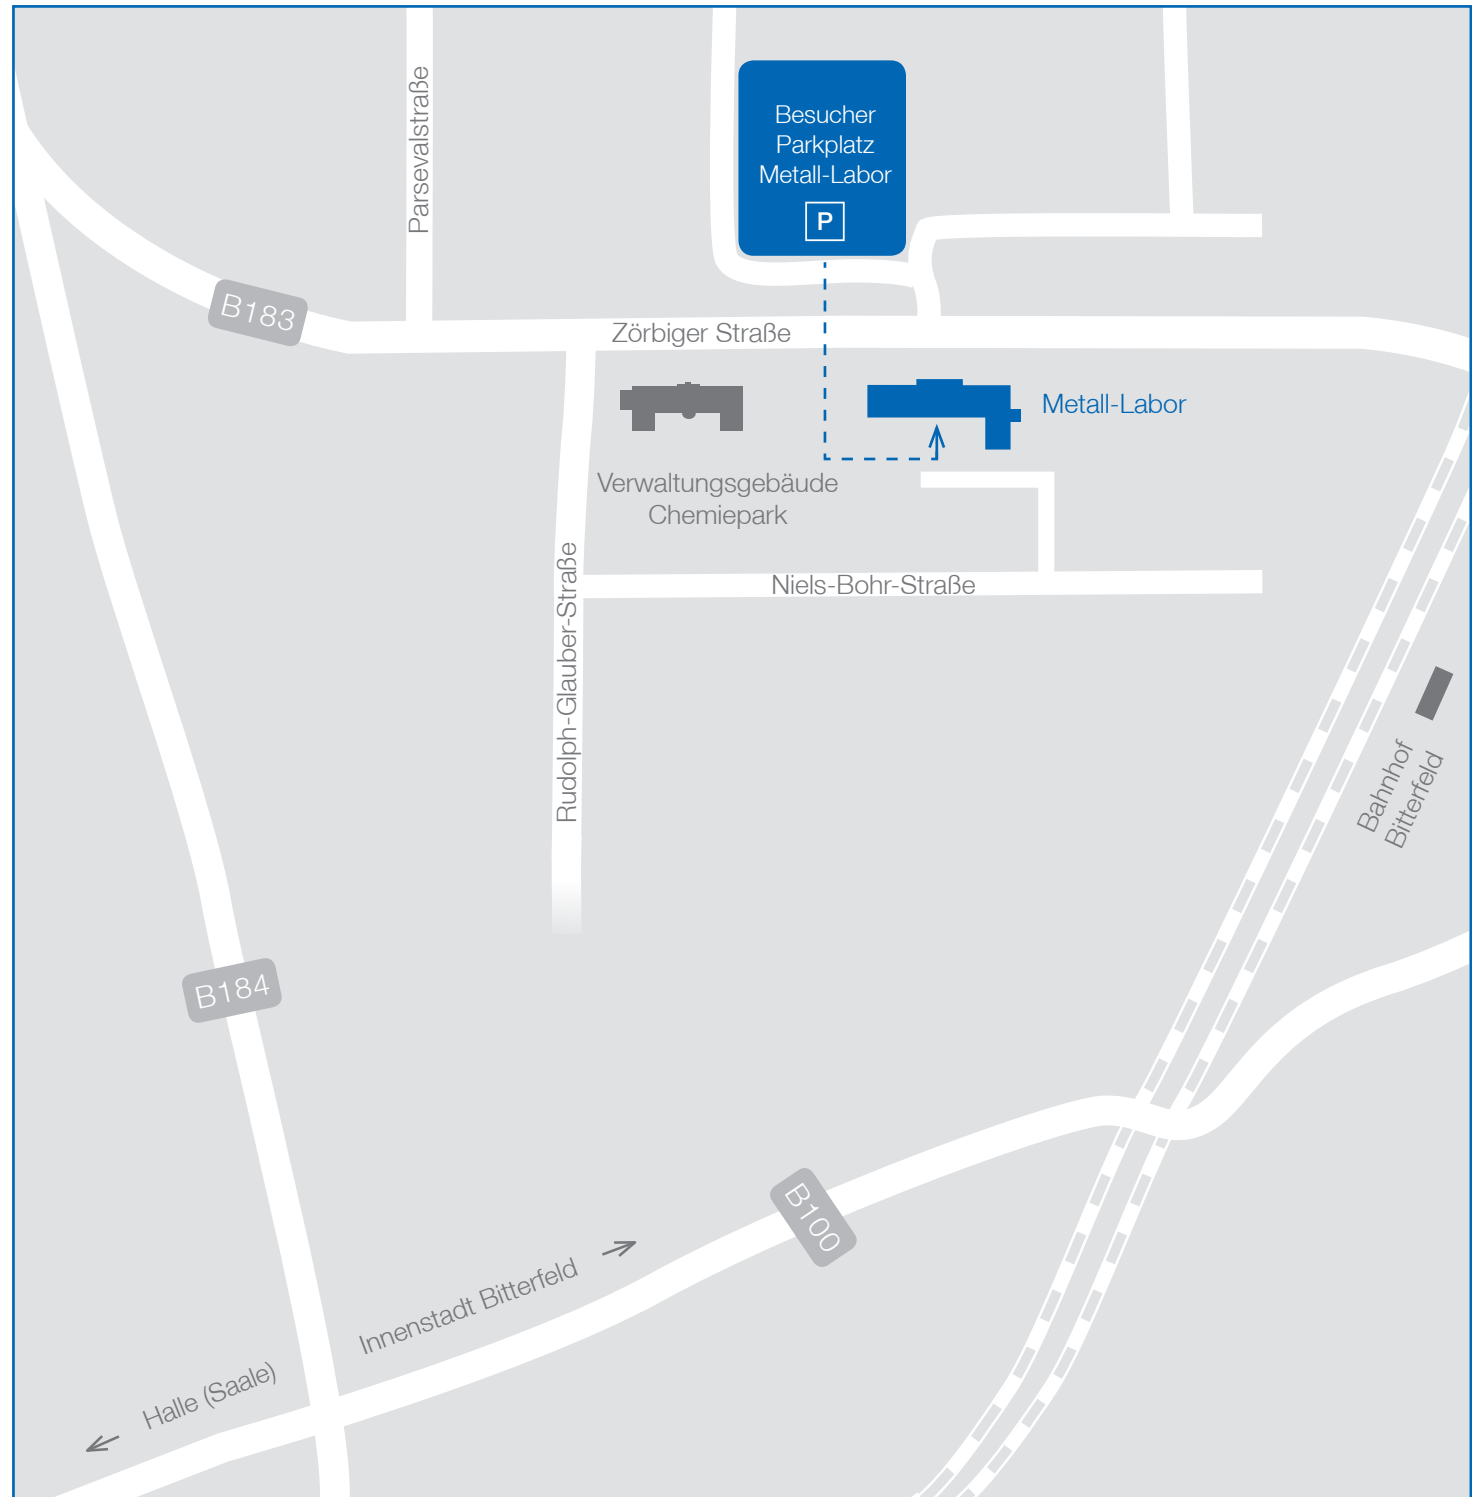 Parsevalstraße
Besucher
Parkplatz
Metall-Labor
P
B183
Zörbiger Straße
Metall-Labor
Verwaltungsgebäude
Chemiepark
Niels-Bohr-Straße
Rudolph-Glauber-Straße
Bahnhof
Bitterfeld
B184
B100
Innenstadt Bitterfeld
Halle (Saale)